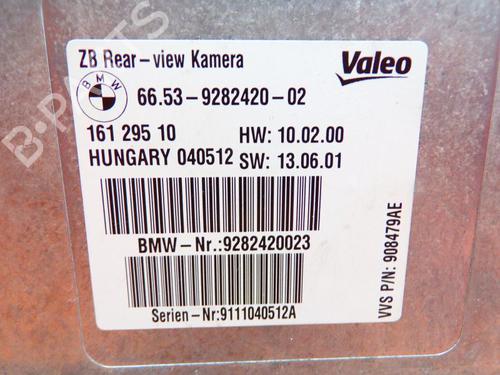 ZB Rear-view Kamera
Valeo
BMW
66.53-9282420-02
161 295 10
HW: 10.02.00
HUNGARY 040512
SW: 13.06.01
BMW-Nr.:9282420023
Serien-Nr:9111040512A
VVS P/N: 908479AE
B-PARTS